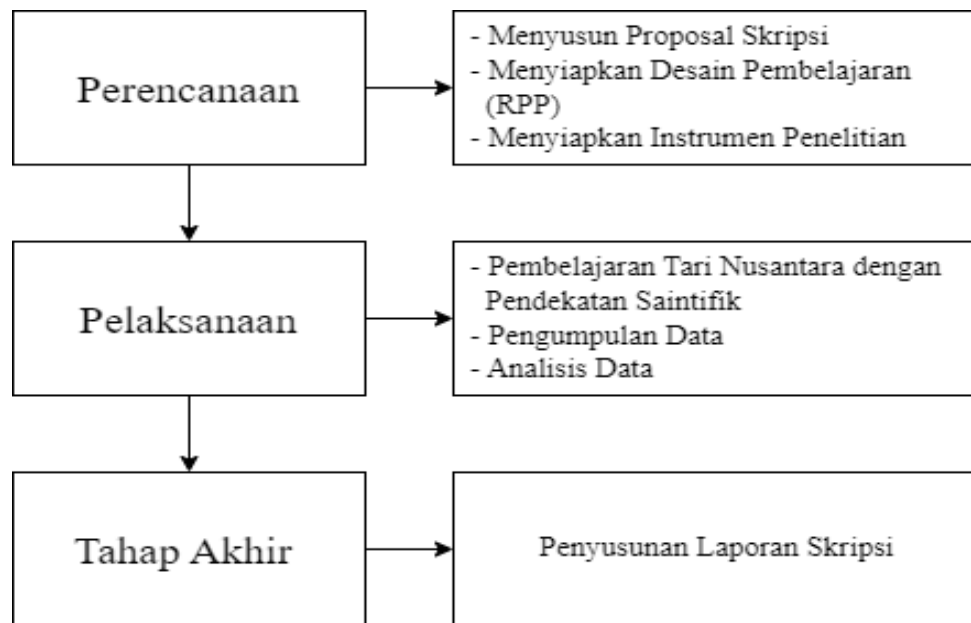 Perencanaan
- Menyusun Proposal Skripsi
- Menyiapkan Desain Pembelajaran
(RPP)
- Menyiapkan Instrumen Penelitian
Pelaksanaan
- Pembelajaran Tari Nusantara dengan
Pendekatan Saintifik
- Pengumpulan Data
- Analisis Data
Tahap Akhir
Penyusunan Laporan Skripsi